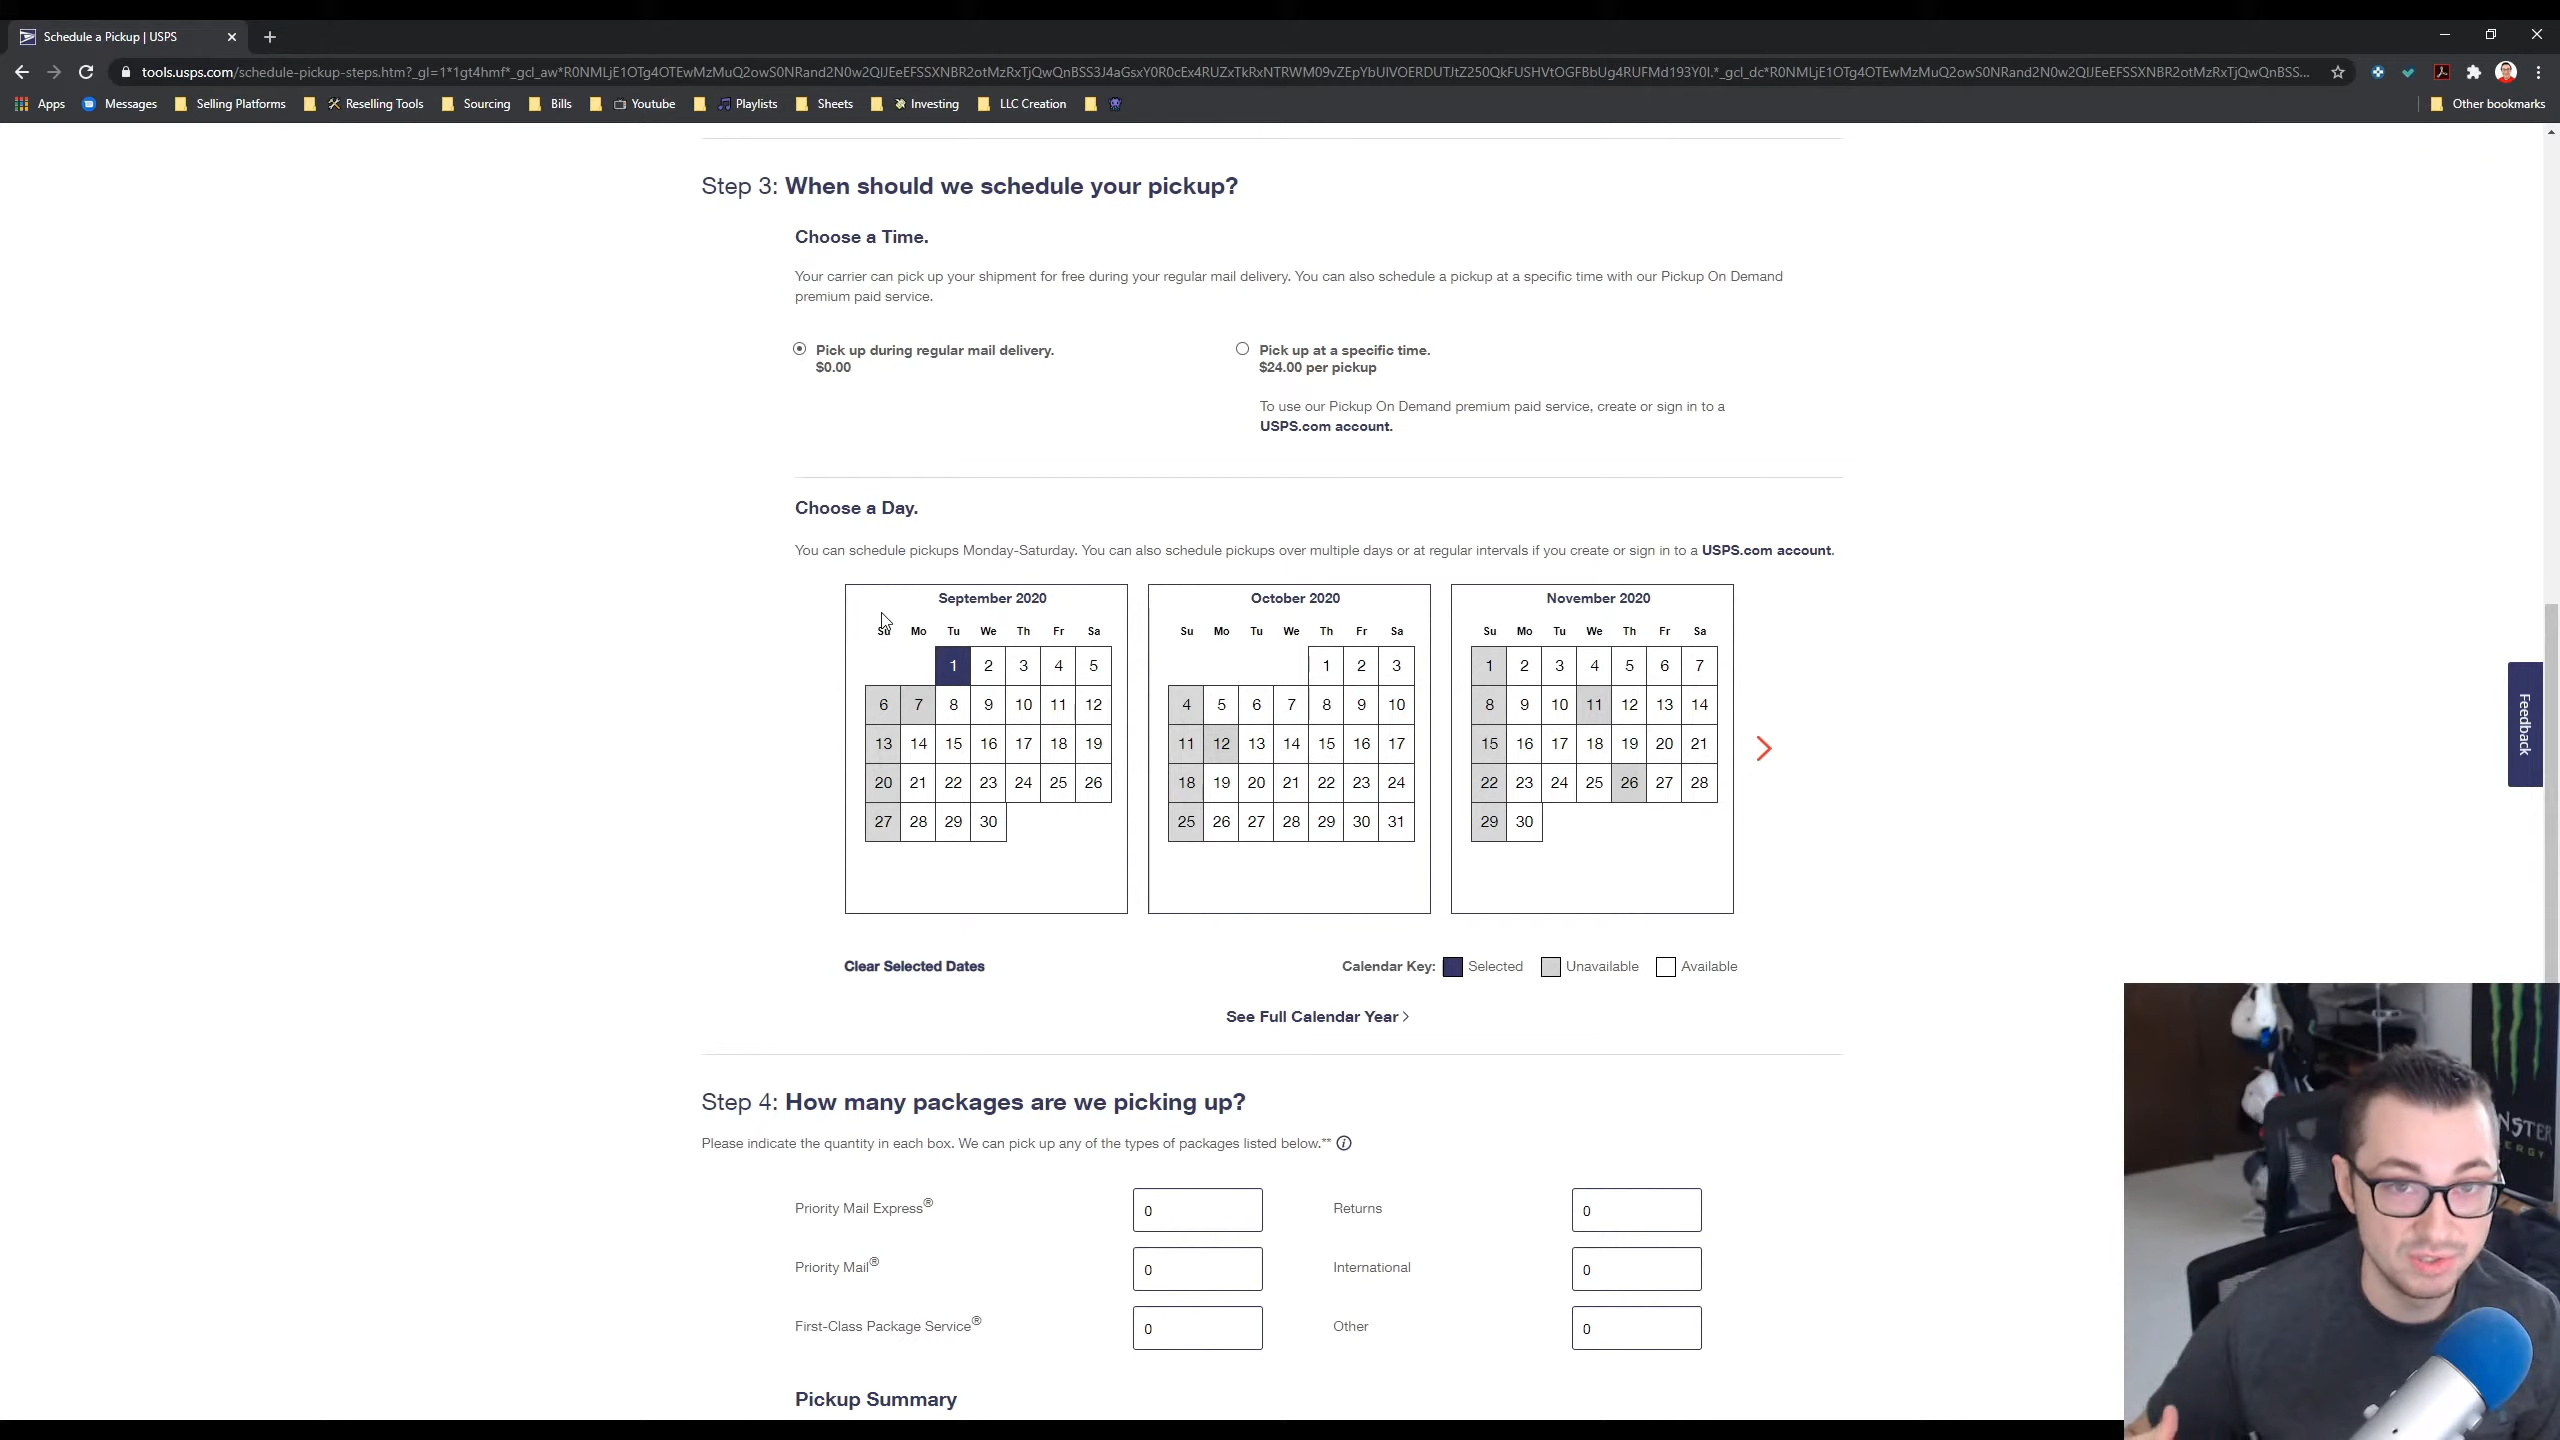 Schedule a Pickup | USPS
Apps
Messages
Selling Platforms
Reselling Tools
Sourcing
Bills
Youtube
Playlists
Sheets
Investing
LLC Creation
Other bookmarks
Step 3: When should we schedule your pickup?
Choose a Time.
Your carrier can pick up your shipment for free during your regular mail delivery. You can also schedule a pickup at a specific time with our Pickup On Demand
premium paid service.
Pick up during regular mail delivery.
$0.00
Pick up at a specific time.
$24.00 per pickup
To use our Pickup On Demand premium paid service, create or sign in to a
USPS.com account.
Choose a Day.
You can schedule pickups Monday-Saturday. You can also schedule pickups over multiple days or at regular intervals if you create or sign in to a USPS.com account.
September 2020
Su Mo Tu We Th Fr Sa
1 2 3 4 5
6 7 8 9 10 11 12
13 14 15 16 17 18 19
20 21 22 23 24 25 26
27 28 29 30
October 2020
Su Mo Tu We Th Fr Sa
1 2 3
4 5 6 7 8 9 10
11 12 13 14 15 16 17
18 19 20 21 22 23 24
25 26 27 28 29 30 31
November 2020
Su Mo Tu We Th Fr Sa
1 2 3 4 5 6 7
8 9 10 11 12 13 14
15 16 17 18 19 20 21
22 23 24 25 26 27 28
29 30
Feedback
Clear Selected Dates
Calendar Key: Selected Unavailable Available
See Full Calendar Year >
Step 4: How many packages are we picking up?
Please indicate the quantity in each box. We can pick up any of the types of packages listed below.** i
Priority Mail Express® 0
Returns 0
Priority Mail® 0
International 0
First-Class Package Service® 0
Other 0
Pickup Summary